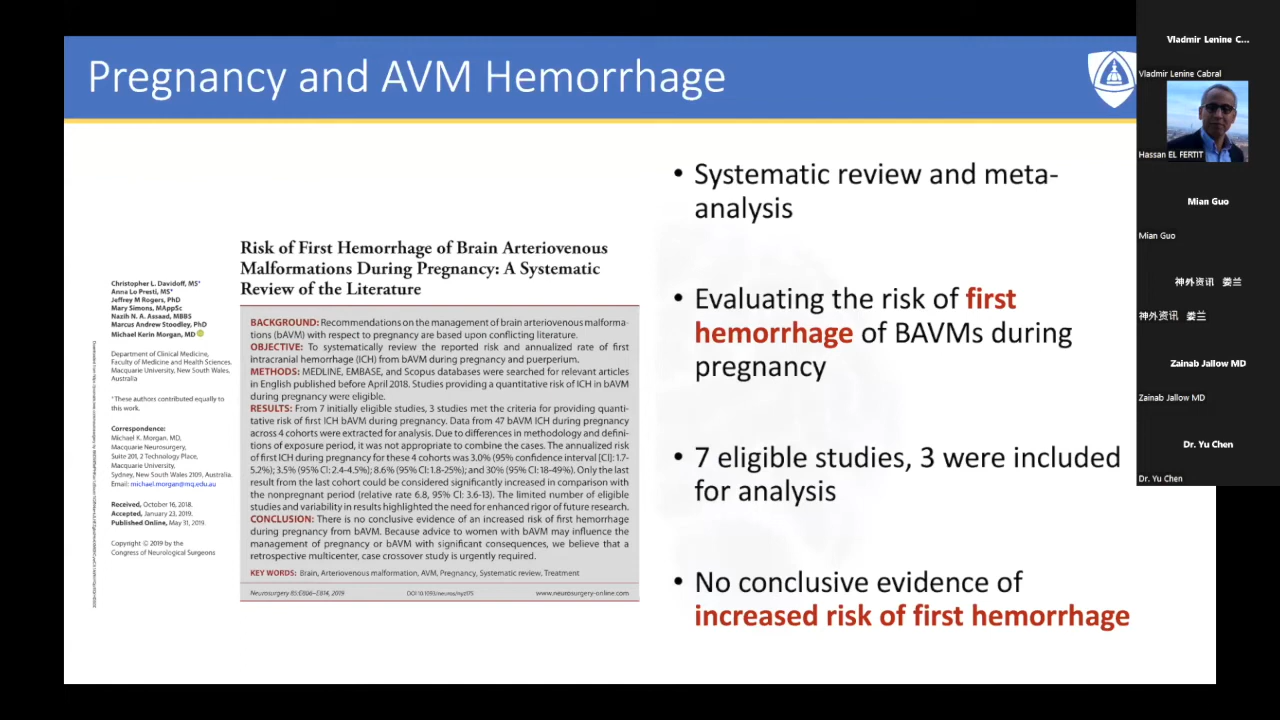 Pregnancy and AVM Hemorrhage
Risk of First Hemorrhage of Brain Arteriovenous
Malformations During Pregnancy: A Systematic
Review of the Literature
Christopher L. Davidoff, MS*
Anna Lo Presti, MS*
Jeffrey M Rogers, PhD
Mary Simons, MAppSc
Nazih N. A. Assaad, MBBS
Marcus Andrew Stoodley, PhD
Michael Kerin Morgan, MD
Department of Clinical Medicine,
Faculty of Medicine and Health Sciences,
Macquarie University, New South Wales,
Australia
*These authors contributed equally to
this work.
Correspondence:
Michael K. Morgan, MD,
Macquarie Neurosurgery,
Suite 201, 2 Technology Place,
Macquarie University,
Sydney, New South Wales 2109, Australia.
Email: michael.morgan@mq.edu.au
Received, October 16, 2018.
Accepted, January 23, 2019.
Published Online, May 31, 2019.
Copyright © 2019 by the
Congress of Neurological Surgeons
BACKGROUND: Recommendations on the management of brain arteriovenous malforma-
tions (bAVM) with respect to pregnancy are based upon conflicting literature.
OBJECTIVE: To systematically review the reported risk and annualized rate of first
intracranial hemorrhage (ICH) from bAVM during pregnancy and puerperium.
METHODS: MEDLINE, EMBASE, and Scopus databases were searched for relevant articles
in English published before April 2018. Studies providing a quantitative risk of ICH in bAVM
during pregnancy were eligible.
RESULTS: From 7 initially eligible studies, 3 studies met the criteria for providing quanti-
tative risk of first ICH bAVM during pregnancy. Data from 47 bAVM ICH during pregnancy
across 4 cohorts were extracted for analysis. Due to differences in methodology and defini-
tions of exposure period, it was not appropriate to combine the cases. The annualized risk
of first ICH during pregnancy for these 4 cohorts was 3.0% (95% confidence interval [CI]: 1.7-
5.2%); 3.5% (95% CI: 2.4-4.5%); 8.6% (95% CI: 1.8-25%); and 30% (95% CI: 18-49%). Only the last
result from the last cohort could be considered significantly increased in comparison with
the nonpregnant period (relative rate 6.8, 95% CI: 3.6-13). The limited number of eligible
studies and variability in results highlighted the need for enhanced rigor of future research.
CONCLUSION: There is no conclusive evidence of an increased risk of first hemorrhage
during pregnancy from bAVM. Because advice to women with bAVM may influence the
management of pregnancy or bAVM with significant consequences, we believe that a
retrospective multicenter, case crossover study is urgently required.
KEY WORDS: Brain, Arteriovenous malformation, AVM, Pregnancy, Systematic review, Treatment
Neurosurgery 85:E806–E814, 2019 DOI:10.1093/neuros/nyz175 www.neurosurgery-online.com
• Systematic review and meta-
analysis
• Evaluating the risk of first
hemorrhage of BAVMs during
pregnancy
• 7 eligible studies, 3 were included
for analysis
• No conclusive evidence of
increased risk of first hemorrhage
Vladmir Lenine C...
Vladmir Lenine Cabral
Hassan EL FERTIT
Mian Guo
Mian Guo
神外资讯 娄兰
神外资讯 娄兰
Zainab Jallow MD
Zainab Jallow MD
Dr. Yu Chen
Dr. Yu Chen